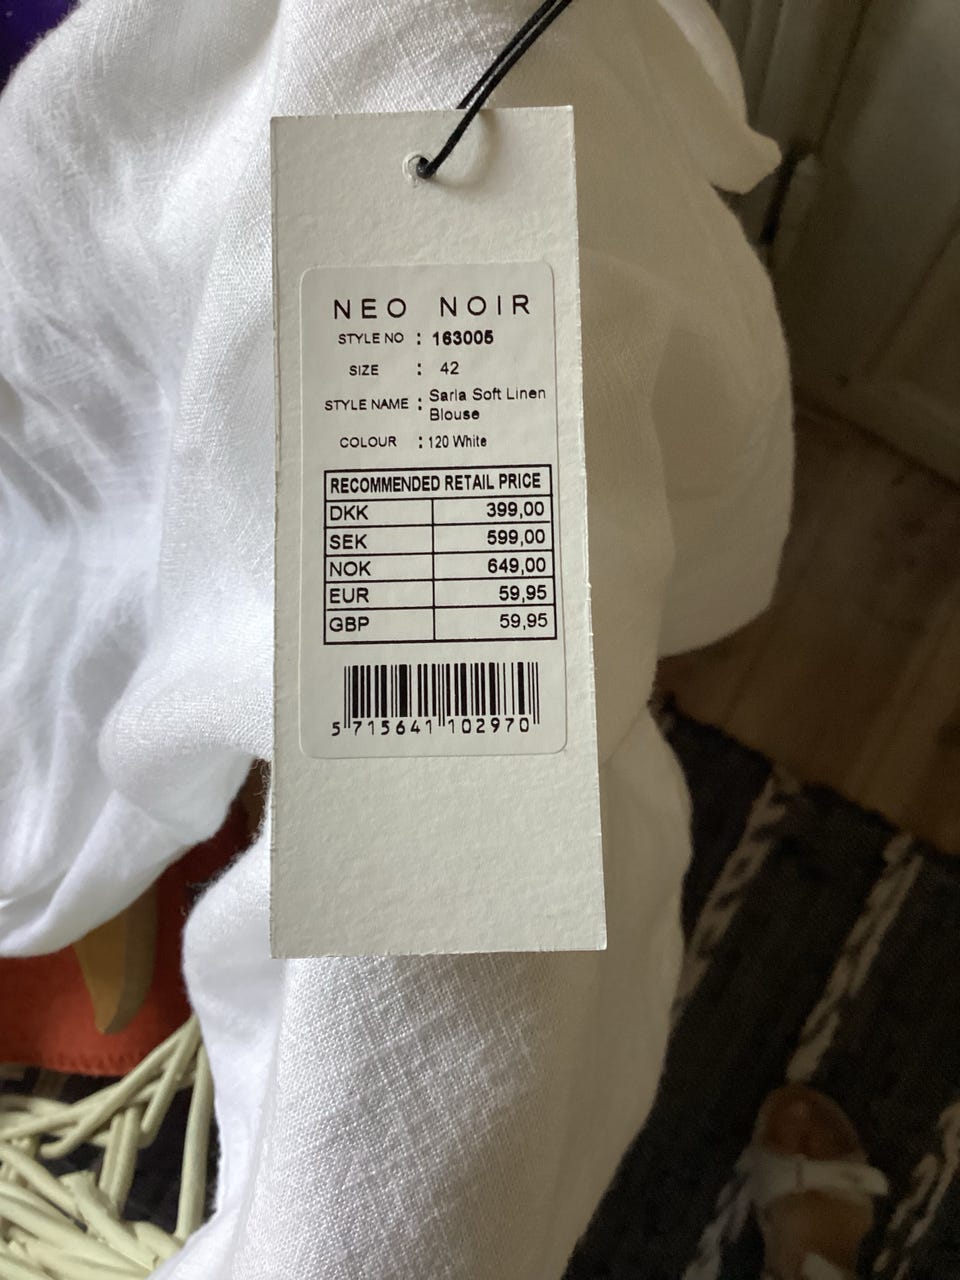 NEO NOIR
STYLE NO : 163005
SIZE : 42
STYLE NAME : Sarla Soft Linen
Blouse
COLOUR : 120 White
RECOMMENDED RETAIL PRICE
DKK 399,00
SEK 599,00
NOK 649,00
EUR 59,95
GBP 59,95
5 715641 102970